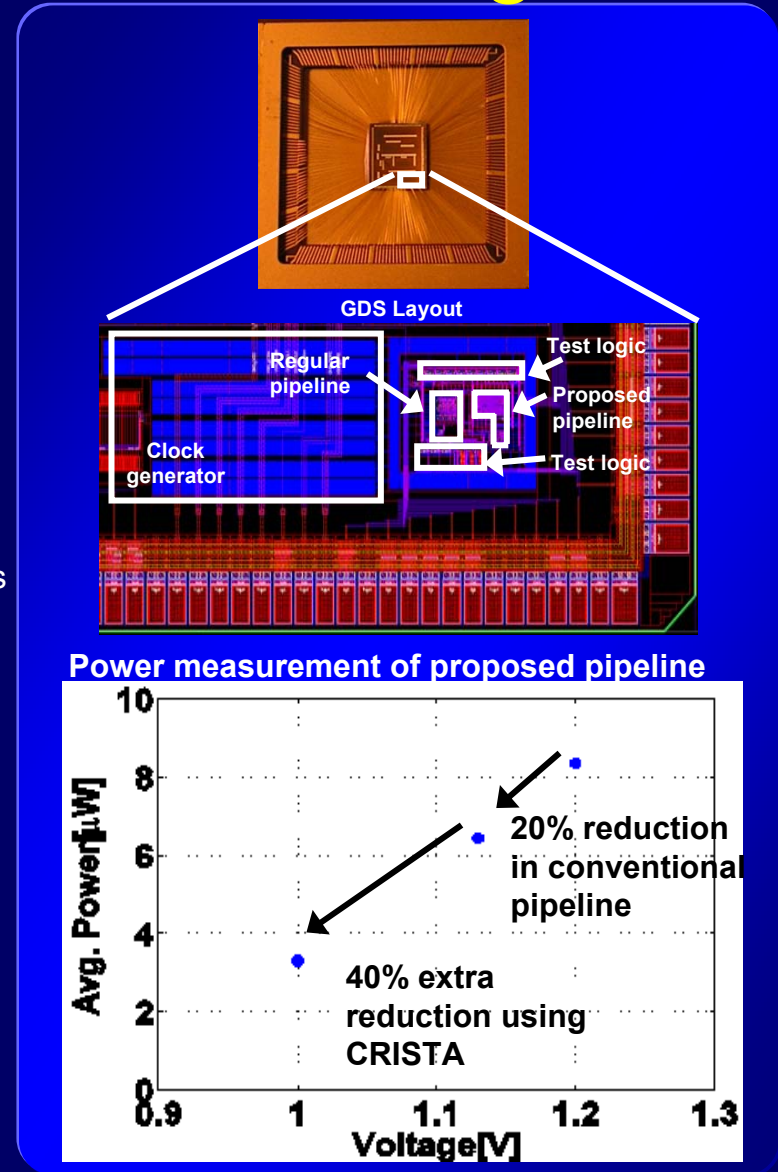 GDS Layout
Test logic
Regular
pipeline
Proposed
pipeline
Clock
generator
Test logic
s
Power measurement of proposed pipeline
10
8
6
4
2
0
Avg. Power[μW]
20% reduction
in conventional
pipeline
40% extra
reduction using
CRISTA
0.9 1 1.1 1.2 1.3
Voltage[V]